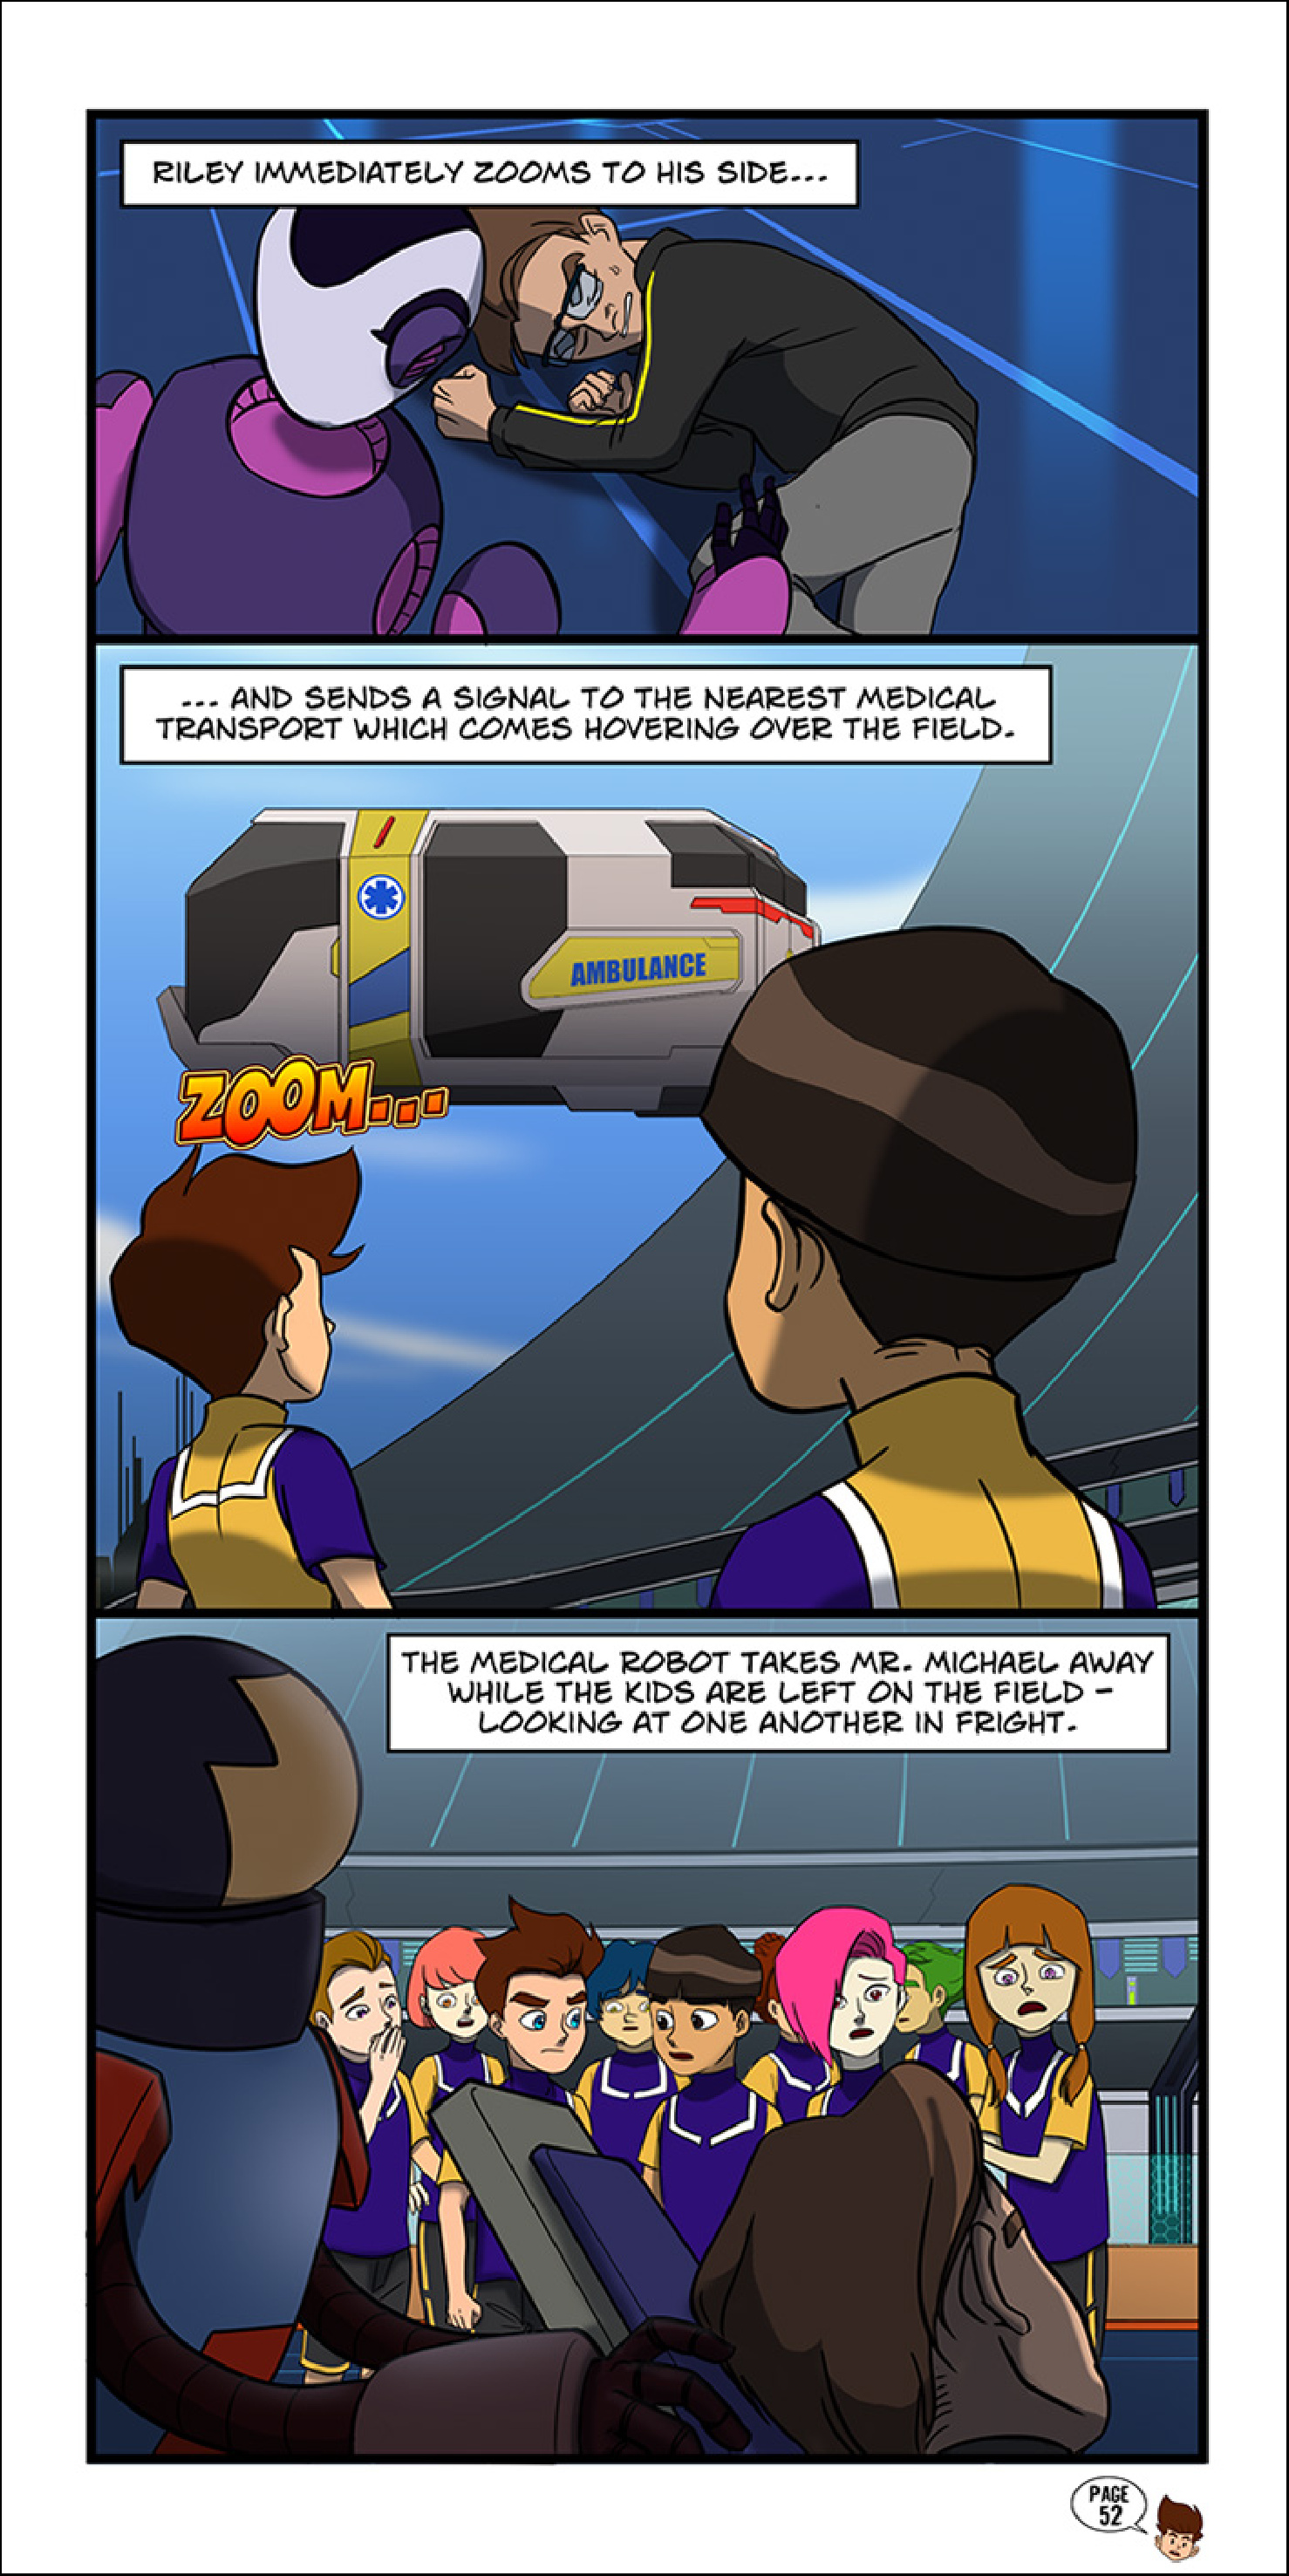 RILEY IMMEDIATELY ZOOMS TO HIS SIDE...
... AND SENDS A SIGNAL TO THE NEAREST MEDICAL
TRANSPORT WHICH COMES HOVERING OVER THE FIELD.
AMBULANCE
ZOOM...
THE MEDICAL ROBOT TAKES MR. MICHAEL AWAY
WHILE THE KIDS ARE LEFT ON THE FIELD –
LOOKING AT ONE ANOTHER IN FRIGHT.
PAGE
52